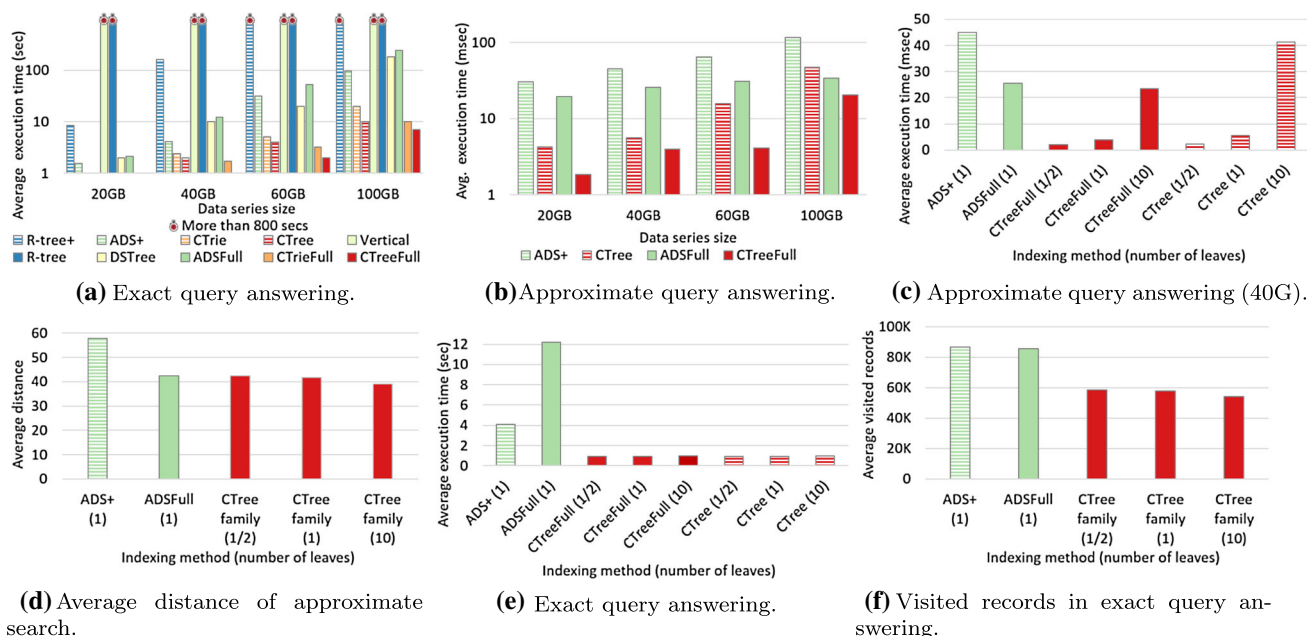 Average execution time (sec)
100
10
1
20GB
40GB
60GB
100GB
Data series size
More than 800 secs
R-tree+
ADS+
CTrie
CTree
Vertical
R-tree
DSTree
ADSFull
CTrieFull
CTreeFull
(a) Exact query answering.
Avg. execution time (msec)
100
10
1
20GB
40GB
60GB
100GB
Data series size
ADS+
CTree
ADSFull
CTreeFull
(b) Approximate query answering.
Average execution time (msec)
50
40
30
20
10
0
ADS+ (1)
ADSFull (1)
CTreeFull (1/2)
CTreeFull (1)
CTreeFull (10)
CTree (1/2)
CTree (1)
CTree (10)
Indexing method (number of leaves)
(c) Approximate query answering (40G).
Average distance
60
50
40
30
20
10
0
ADS+
(1)
ADSFull
(1)
CTree
family
(1/2)
CTree
family
(1)
CTree
family
(10)
Indexing method (number of leaves)
(d) Average distance of approximate
search.
Average execution time (sec)
12
10
8
6
4
2
0
ADS+ (1)
ADSFull (1)
CTreeFull (1/2)
CTreeFull (1)
CTreeFull (10)
CTree (1/2)
CTree (1)
CTree (10)
Indexing method (number of leaves)
(e) Exact query answering.
Average visited records
100K
80K
60K
40K
20K
0
ADS+
(1)
ADSFull
(1)
CTree
family
(1/2)
CTree
family
(1)
CTree
family
(10)
Indexing method (number of leaves)
(f) Visited records in exact query an-
swering.